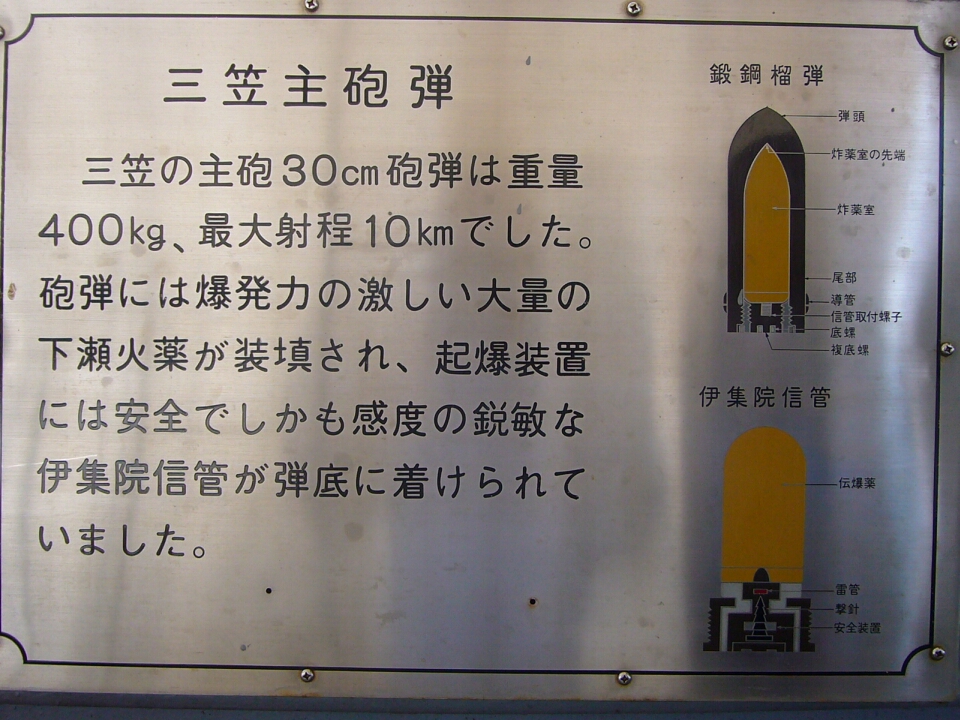 三笠主砲弾
三笠の主砲30cm砲弾は重量
400kg、最大射程10kmでした。
砲弾には爆発力の激しい大量の
下瀬火薬が装填され、起爆装置
には安全でしかも感度の鋭敏な
伊集院信管が弾底に着けられて
いました。
鍛鋼榴弾
弾頭
炸薬室の先端
炸薬室
尾部
導管
信管取付螺子
底螺
複底螺
伊集院信管
伝爆薬
雷管
撃針
安全装置